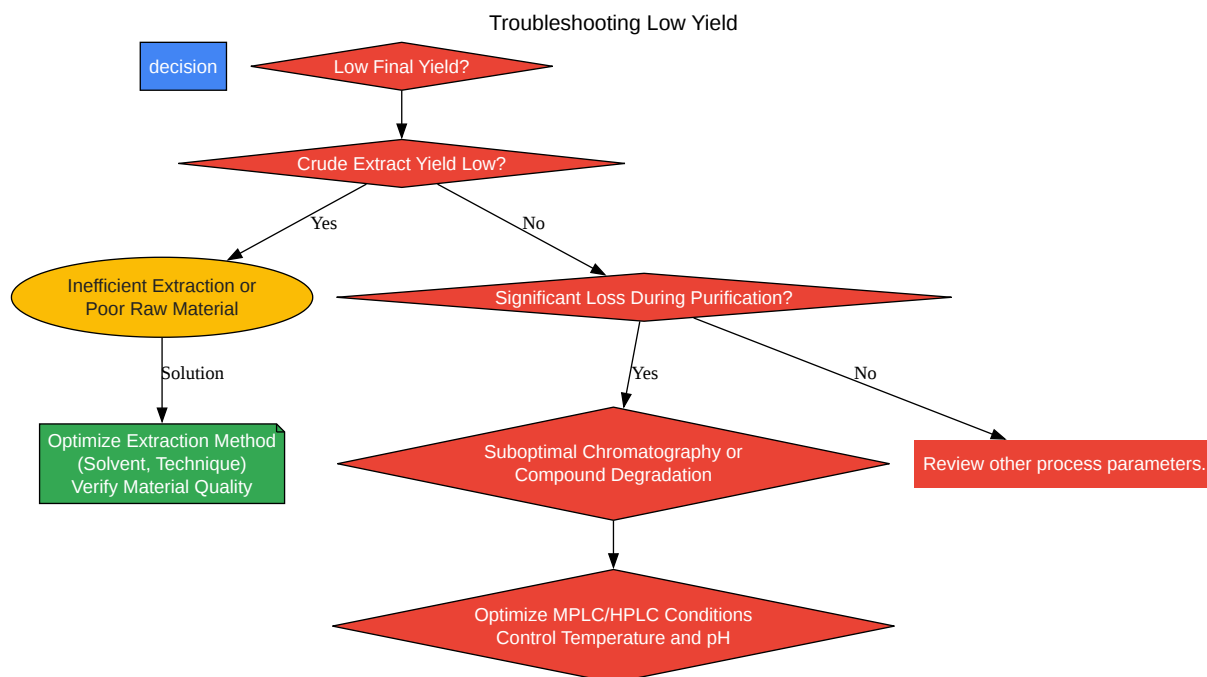 Troubleshooting Low Yield
decision
Low Final Yield?
Crude Extract Yield Low?
Yes
No
Inefficient Extraction or
Poor Raw Material
Significant Loss During Purification?
Solution
Yes
No
Optimize Extraction Method
(Solvent, Technique)
Verify Material Quality
Suboptimal Chromatography or
Compound Degradation
Review other process parameters.
Optimize MPLC/HPLC Conditions
Control Temperature and pH